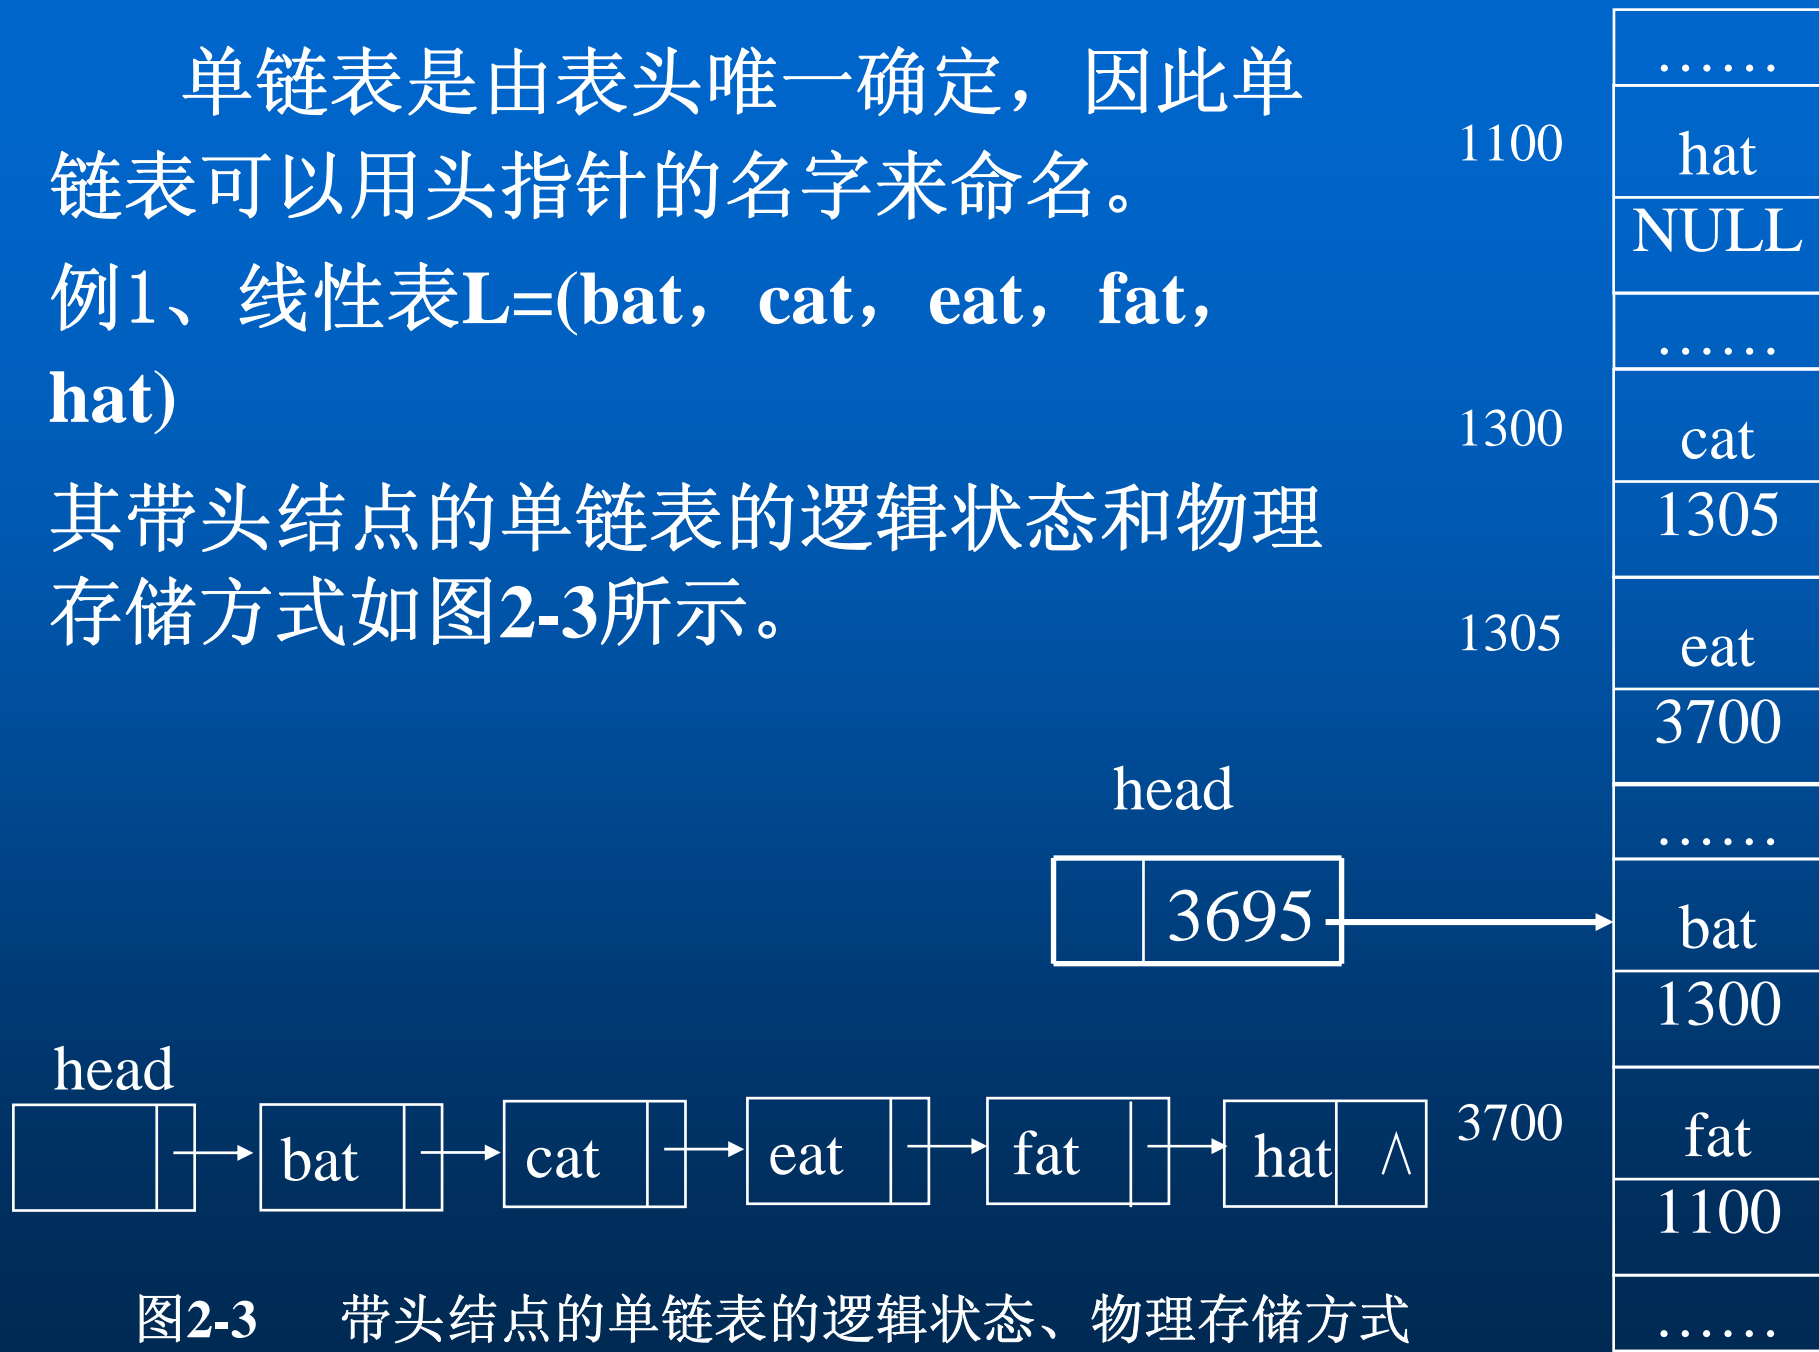 单链表是由表头唯一确定，因此单
链表可以用头指针的名字来命名。
例1、线性表L=(bat，cat，eat，fat，
hat)
其带头结点的单链表的逻辑状态和物理
存储方式如图2-3所示。
head
3695
head
bat
cat
eat
fat
hat ∧
图2-3 带头结点的单链表的逻辑状态、物理存储方式
……
1100 hat
NULL
……
1300 cat
1305
1305 eat
3700
……
bat
1300
3700 fat
1100
……